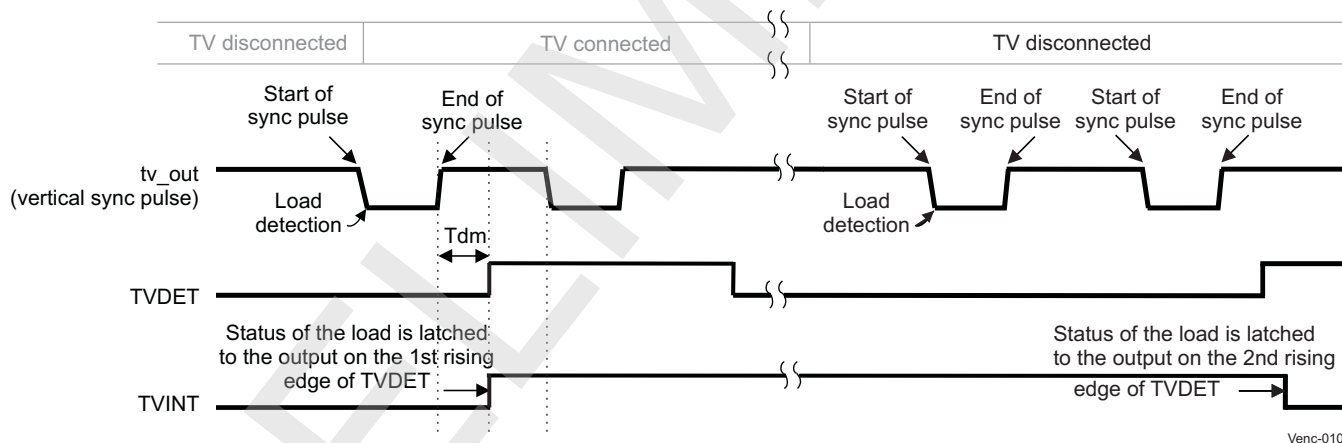 TV disconnected
TV connected
TV disconnected
Start of
sync pulse
End of
sync pulse
Start of
sync pulse
End of
sync pulse
Start of
sync pulse
End of
sync pulse
tv_out
(vertical sync pulse)
Load
detection
Load
detection
Tdm
TVDET
Status of the load is latched
to the output on the 1st rising
edge of TVDET
Status of the load is latched
to the output on the 2nd rising
edge of TVDET
TVINT
Venc-010